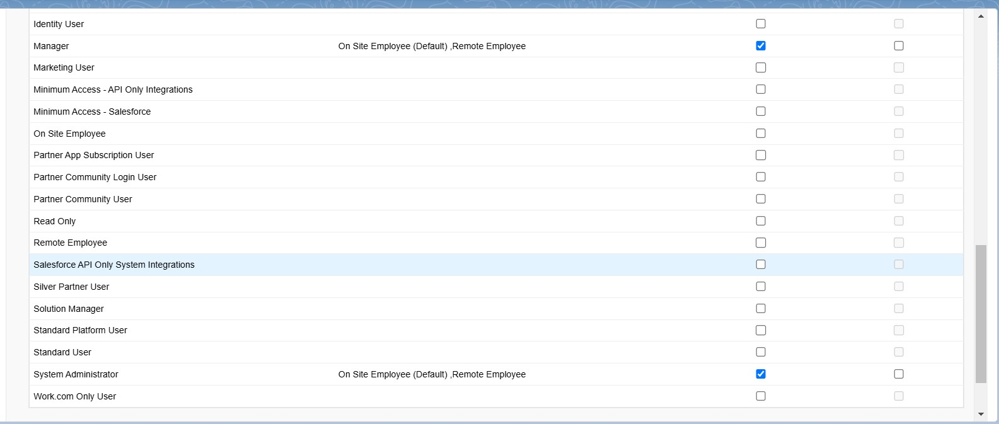 Identity User
Manager On Site Employee (Default) ,Remote Employee
Marketing User
Minimum Access - API Only Integrations
Minimum Access - Salesforce
On Site Employee
Partner App Subscription User
Partner Community Login User
Partner Community User
Read Only
Remote Employee
Salesforce API Only System Integrations
Silver Partner User
Solution Manager
Standard Platform User
Standard User
System Administrator On Site Employee (Default) ,Remote Employee
Work.com Only User